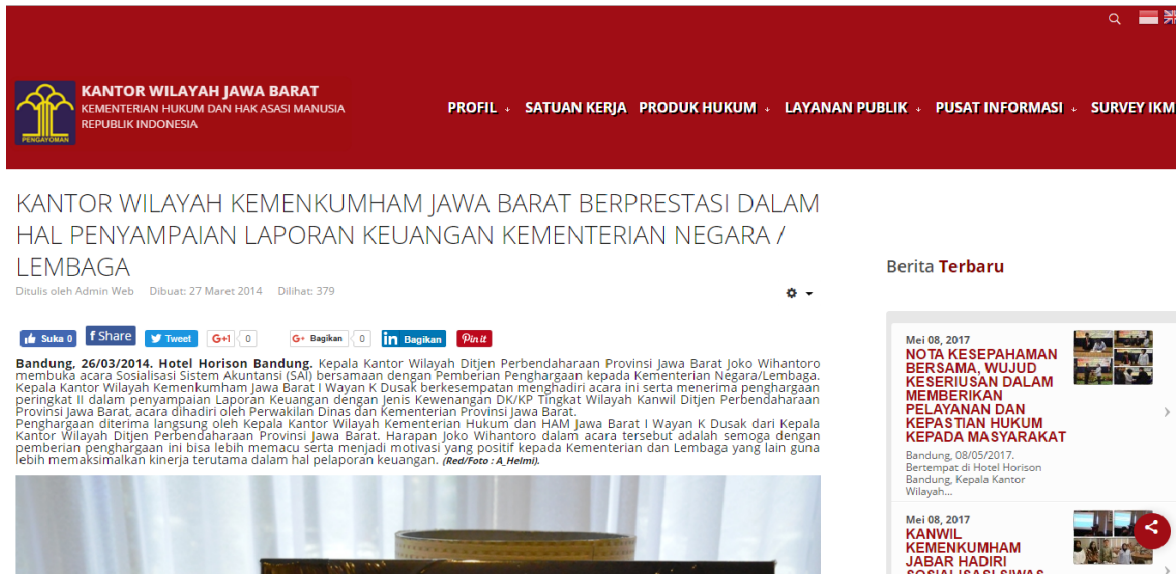 KANTOR WILAYAH JAWA BARAT
KEMENTERIAN HUKUM DAN HAK ASASI MANUSIA
REPUBLIK INDONESIA
PENGAYOMAN
PROFIL SATUAN KERJA PRODUK HUKUM LAYANAN PUBLIK PUSAT INFORMASI SURVEY IKM
KANTOR WILAYAH KEMENKUMHAM JAWA BARAT BERPRESTASI DALAM
HAL PENYAMPAIAN LAPORAN KEUANGAN KEMENTERIAN NEGARA /
LEMBAGA
Ditulis oleh Admin Web Dibuat: 27 Maret 2014 Dilihat: 379
Suka 0 f Share Tweet G+1 0 G+ Bagikan 0 in Bagikan Pin it
Bandung, 26/03/2014. Hotel Horison Bandung. Kepala Kantor Wilayah Ditjen Perbendaharaan Provinsi Jawa Barat Joko Wihantoro
membuka acara Sosialisasi Sistem Akuntansi (SAI) bersamaan dengan Pemberian Penghargaan kepada Kementerian Negara/Lembaga.
Kepala Kantor Wilayah Kemenkumham Jawa Barat I Wayan K Dusak berkesempatan menghadiri acara ini serta menerima penghargaan
peringkat II dalam penyampaian Laporan Keuangan dengan Jenis Kewenangan DK/KP Tingkat Wilayah Kanwil Ditjen Perbendaharaan
Provinsi Jawa Barat, acara dihadiri oleh Perwakilan Dinas dan Kementerian Provinsi Jawa Barat.
Penghargaan diterima langsung oleh Kepala Kantor Wilayah Kementerian Hukum dan HAM Jawa Barat I Wayan K Dusak dari Kepala
Kantor Wilayah Ditjen Perbendaharaan Provinsi Jawa Barat. Harapan Joko Wihantoro dalam acara tersebut adalah semoga dengan
pemberian penghargaan ini bisa lebih memacu serta menjadi motivasi yang positif kepada Kementerian dan Lembaga yang lain guna
lebih memaksimalkan kinerja terutama dalam hal pelaporan keuangan. (Red/Foto : A_Helmi).
Berita Terbaru
Mei 08, 2017
NOTA KESEPAHAMAN
BERSAMA, WUJUD
KESERIUSAN DALAM
MEMBERIKAN
PELAYANAN DAN
KEPASTIAN HUKUM
KEPADA MASYARAKAT
Bandung, 08/05/2017.
Bertempat di Hotel Horison
Bandung, Kepala Kantor
Wilayah...
Mei 08, 2017
KANWIL
KEMENKUMHAM
JABAR HADIRI
SOSIALISASI SIWAS